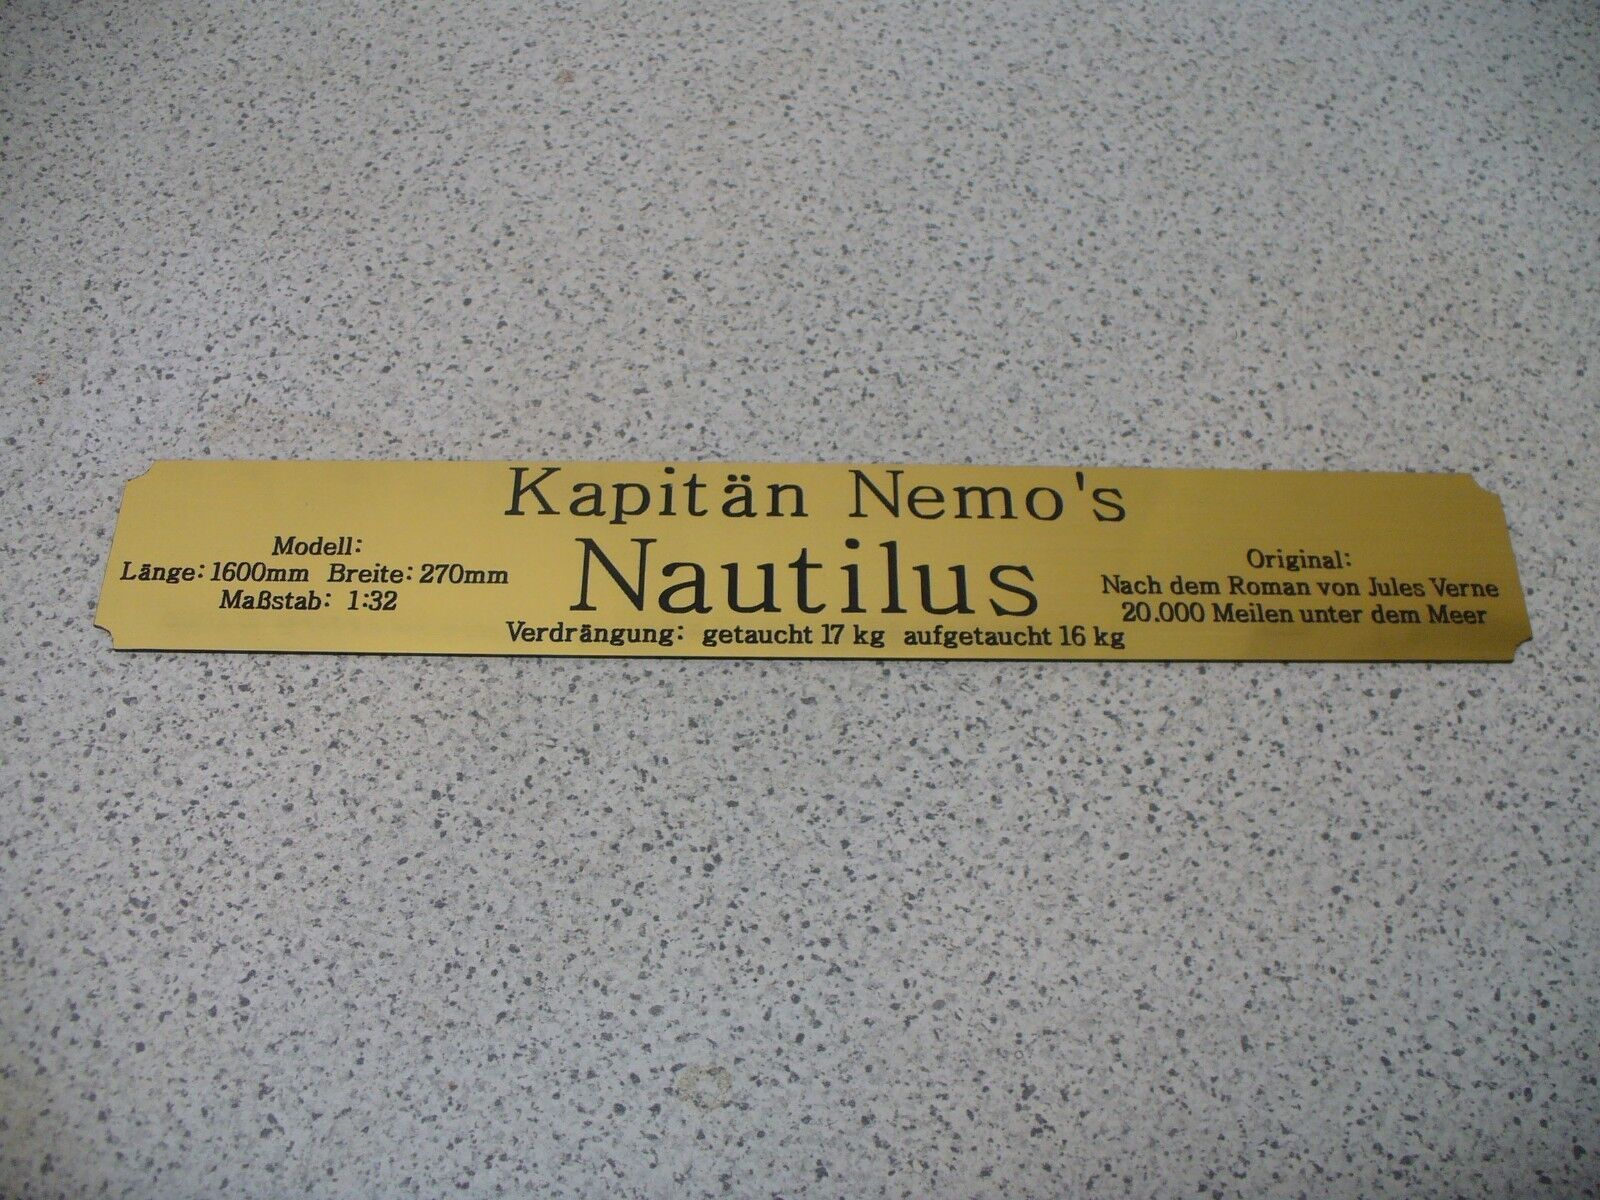 Kapitän Nemo's
Nautilus
Verdrängung: getaucht 17 kg aufgetaucht 16 kg
Modell:
Länge: 1600mm Breite: 270mm
Maßstab: 1:32
Original:
Nach dem Roman von Jules Verne
20.000 Meilen unter dem Meer